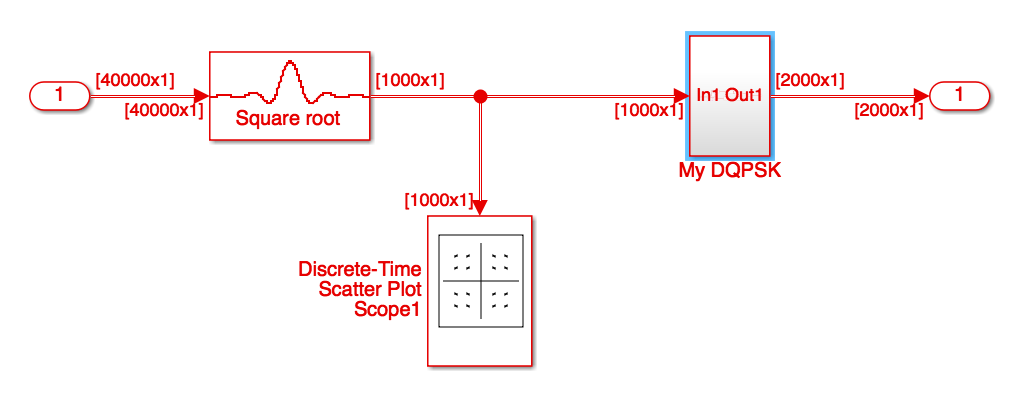 1
[40000x1]
[40000x1]
Square root
[1000x1]
[1000x1]
In1 Out1
My DQPSK
[2000x1]
[2000x1]
1
[1000x1]
Discrete-Time
Scatter Plot
Scope1